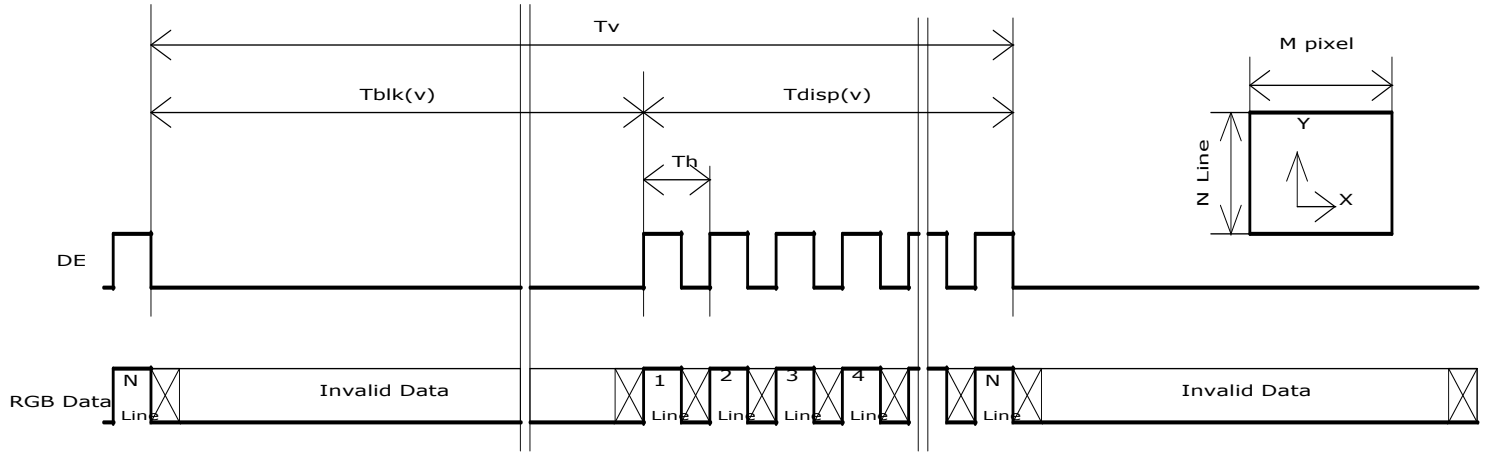 Tv
M pixel
Tblk(v)
Tdisp(v)
Y
N Line
Th
X
DE
N
Invalid Data
1
2
3
4
N
Invalid Data
RGB Data
Line
Line
Line
Line
Line
Line